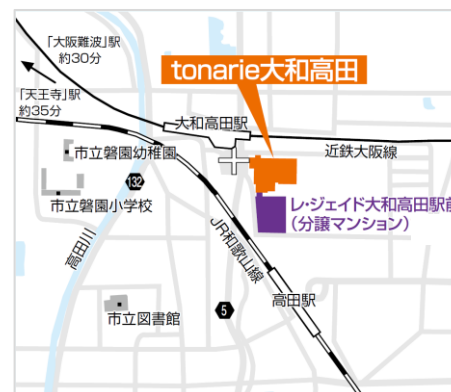 「大阪難波」駅
約30分
「天王寺」駅
約35分
tonarie大和高田
大和高田駅
近鉄大阪線
市立磐園幼稚園
132
市立磐園小学校
レ・ジェイド大和高田駅前
(分譲マンション)
高田川
JR和歌山線
高田駅
5
市立図書館